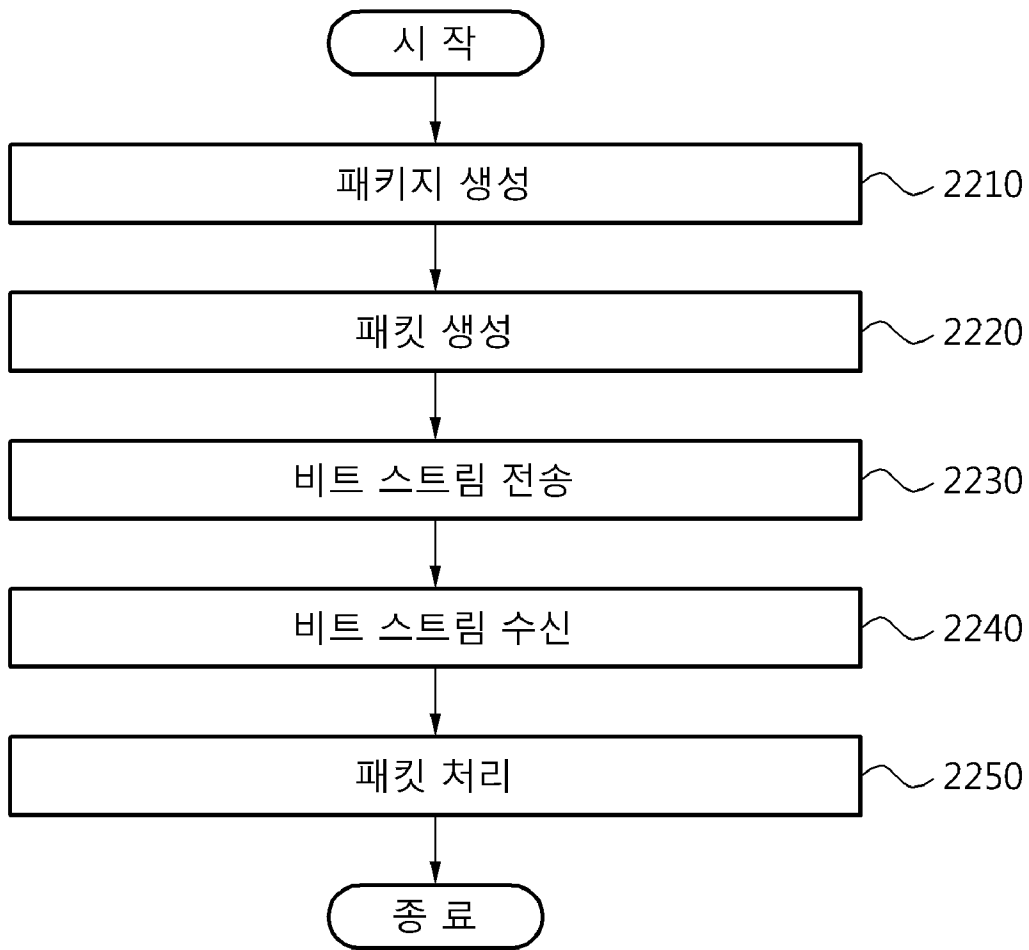 시 작
패키지 생성
2210
패킷 생성
2220
비트 스트림 전송
2230
비트 스트림 수신
2240
패킷 처리
2250
종 료